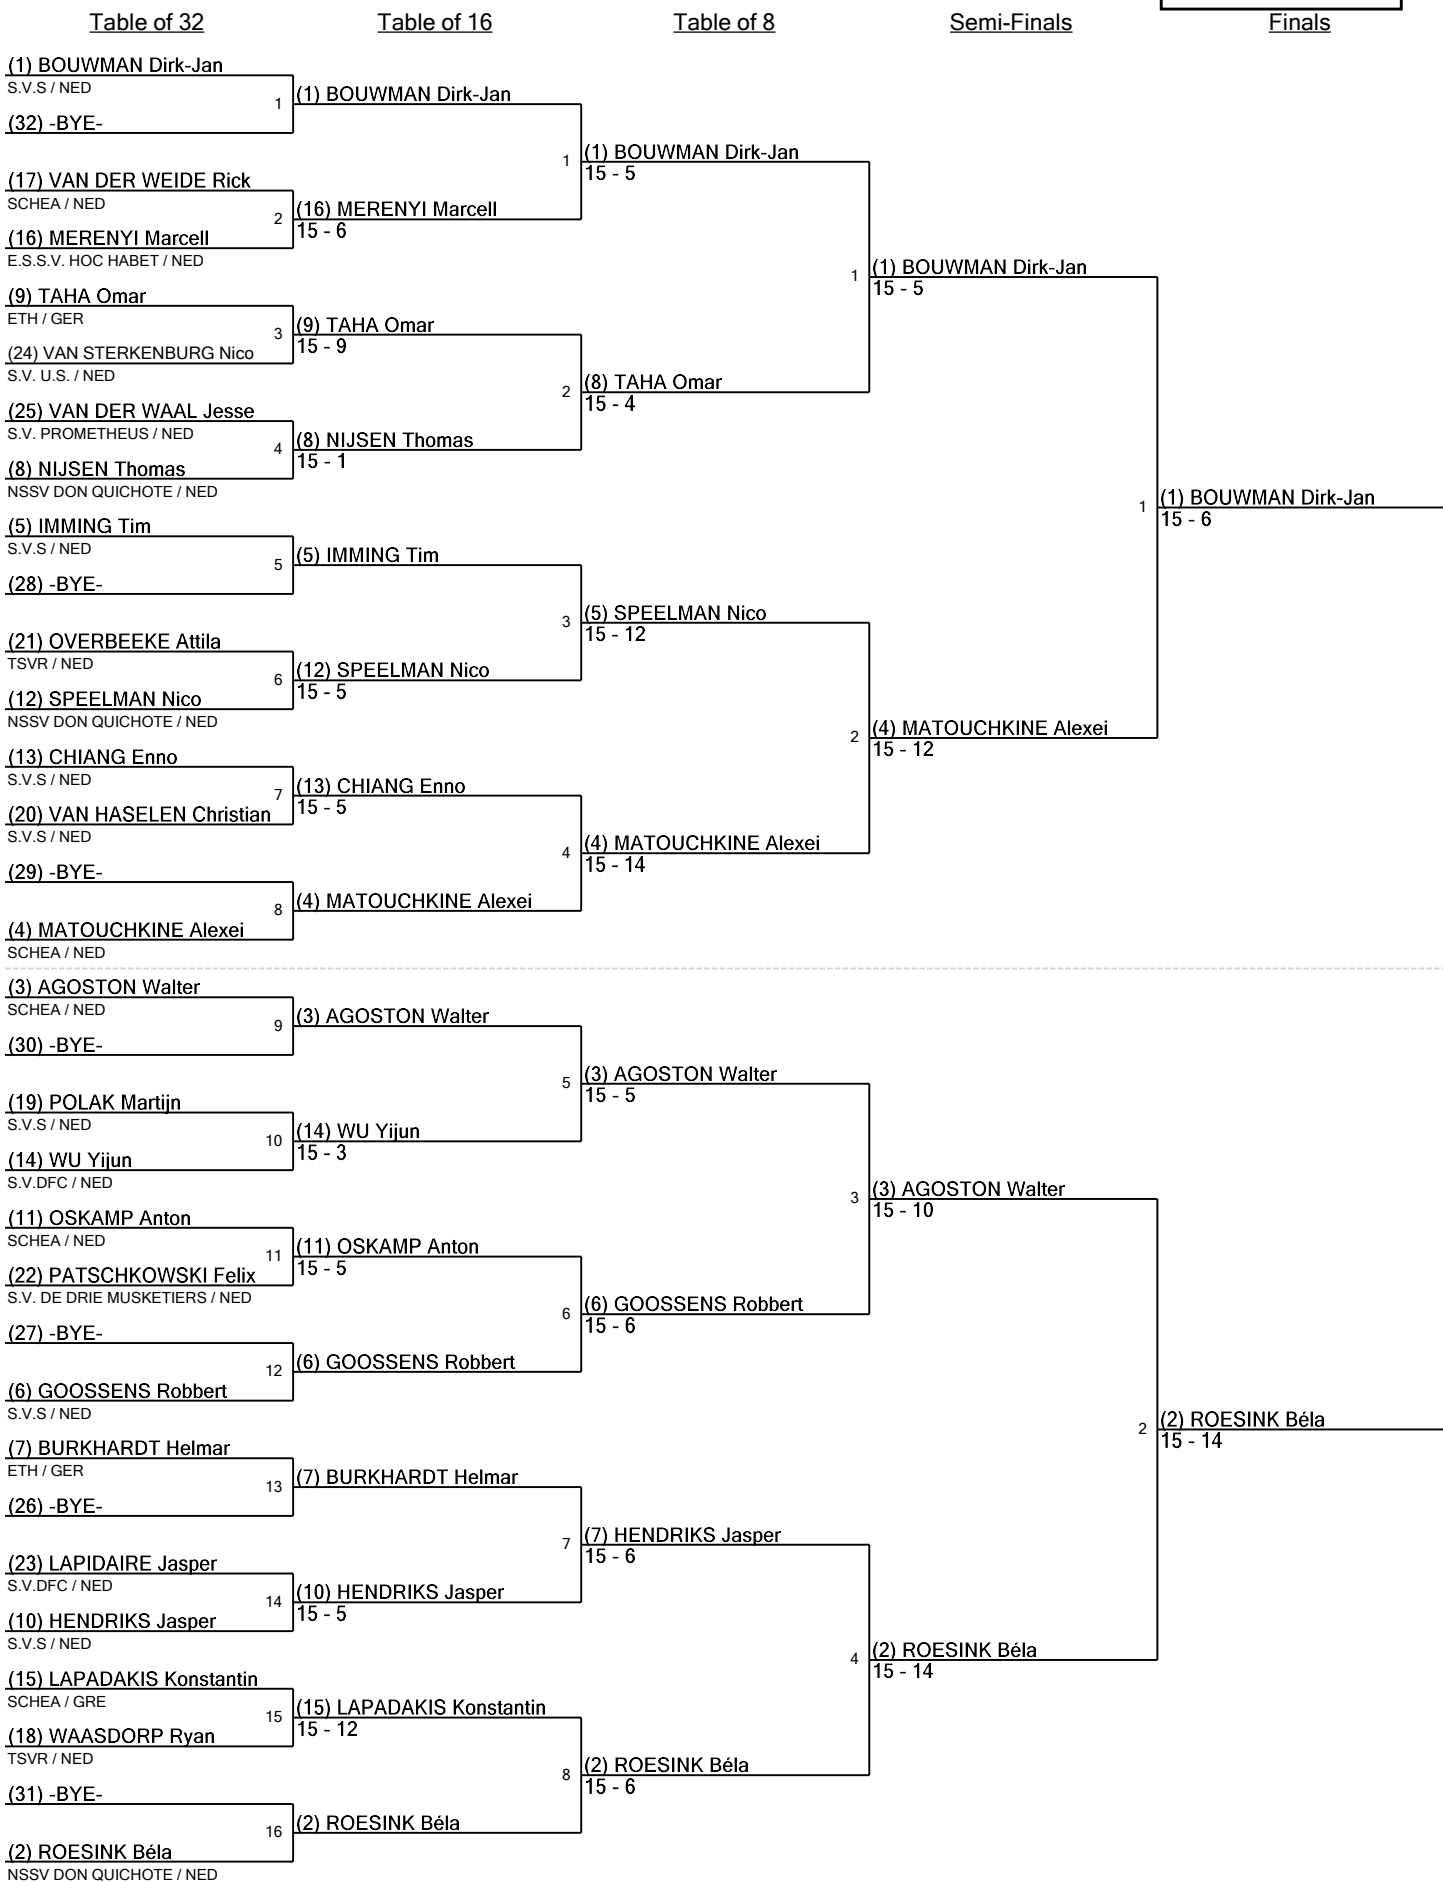 Table of 32
Table of 16
Table of 8
Semi-Finals
Finals
(1) BOUWMAN Dirk-Jan
S.V.S / NED
1
(32) -BYE-
(17) VAN DER WEIDE Rick
SCHEA / NED
2
(16) MERENYI Marcell
E.S.S.V. HOC HABET / NED
(9) TAHA Omar
ETH / GER
3
(24) VAN STERKENBURG Nico
S.V. U.S. / NED
(25) VAN DER WAAL Jesse
S.V. PROMETHEUS / NED
4
(8) NIJSEN Thomas
NSSV DON QUICHOTE / NED
(5) IMMING Tim
S.V.S / NED
5
(28) -BYE-
(21) OVERBEEKE Attila
TSVR / NED
6
(12) SPEELMAN Nico
NSSV DON QUICHOTE / NED
(13) CHIANG Enno
S.V.S / NED
7
(20) VAN HASELEN Christian
S.V.S / NED
(29) -BYE-
8
(4) MATOUCHKINE Alexei
SCHEA / NED
(3) AGOSTON Walter
SCHEA / NED
9
(30) -BYE-
(19) POLAK Martijn
S.V.S / NED
10
(14) WU Yijun
S.V.DFC / NED
(11) OSKAMP Anton
SCHEA / NED
11
(22) PATSCHKOWSKI Felix
S.V. DE DRIE MUSKETIERS / NED
(27) -BYE-
12
(6) GOOSSENS Robbert
S.V.S / NED
(7) BURKHARDT Helmar
ETH / GER
13
(26) -BYE-
(23) LAPIDAIRE Jasper
S.V.DFC / NED
14
(10) HENDRIKS Jasper
S.V.S / NED
(15) LAPADAKIS Konstantin
SCHEA / GRE
15
(18) WAASDORP Ryan
TSVR / NED
(31) -BYE-
16
(2) ROESINK Béla
NSSV DON QUICHOTE / NED
(1) BOUWMAN Dirk-Jan
1
(16) MERENYI Marcell
15 - 6
(9) TAHA Omar
15 - 9
2
(8) NIJSEN Thomas
15 - 1
(5) IMMING Tim
3
(12) SPEELMAN Nico
15 - 5
(13) CHIANG Enno
15 - 5
4
(4) MATOUCHKINE Alexei
(3) AGOSTON Walter
5
(14) WU Yijun
15 - 3
(11) OSKAMP Anton
15 - 5
6
(6) GOOSSENS Robbert
(7) BURKHARDT Helmar
7
(10) HENDRIKS Jasper
15 - 5
(15) LAPADAKIS Konstantin
15 - 12
8
(2) ROESINK Béla
(1) BOUWMAN Dirk-Jan
15 - 5
1
(8) TAHA Omar
15 - 4
(5) SPEELMAN Nico
15 - 12
2
(4) MATOUCHKINE Alexei
15 - 14
(3) AGOSTON Walter
15 - 5
3
(6) GOOSSENS Robbert
15 - 6
(7) HENDRIKS Jasper
15 - 6
4
(2) ROESINK Béla
15 - 6
(1) BOUWMAN Dirk-Jan
15 - 5
1
(4) MATOUCHKINE Alexei
15 - 12
(3) AGOSTON Walter
15 - 10
2
(2) ROESINK Béla
15 - 14
(1) BOUWMAN Dirk-Jan
15 - 6
(2) ROESINK Béla
15 - 14